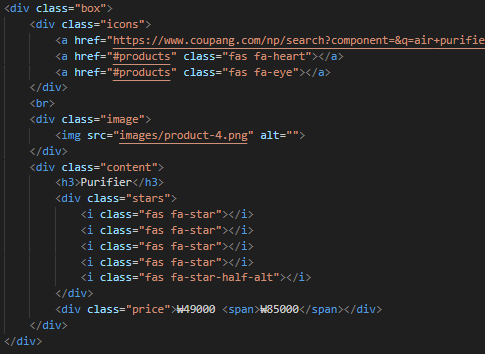 <div class="box">
<div class="icons">
<a href="https://www.coupang.com/np/search?component=&q=air+purifie
<a href="#products" class="fas fa-heart"></a>
<a href="#products" class="fas fa-eye"></a>
</div>
<br>
<div class="image">
<img src="images/product-4.png" alt="">
</div>
<div class="content">
<h3>Purifier</h3>
<div class="stars">
<i class="fas fa-star"></i>
<i class="fas fa-star"></i>
<i class="fas fa-star"></i>
<i class="fas fa-star"></i>
<i class="fas fa-star-half-alt"></i>
</div>
<div class="price">₩49000 <span>₩85000</span></div>
</div>
</div>